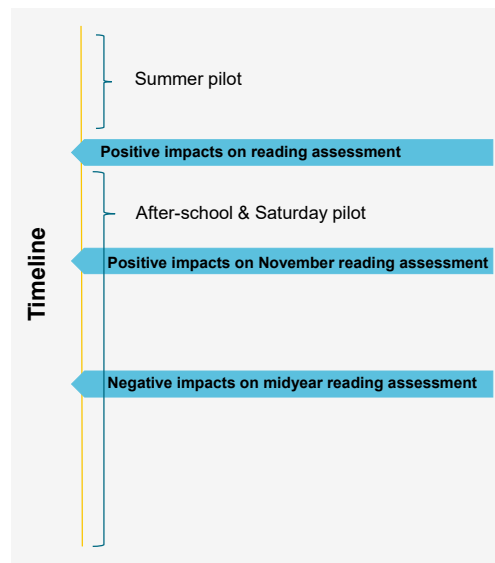 Timeline
Summer pilot
Positive impacts on reading assessment
After-school & Saturday pilot
Positive impacts on November reading assessment
Negative impacts on midyear reading assessment